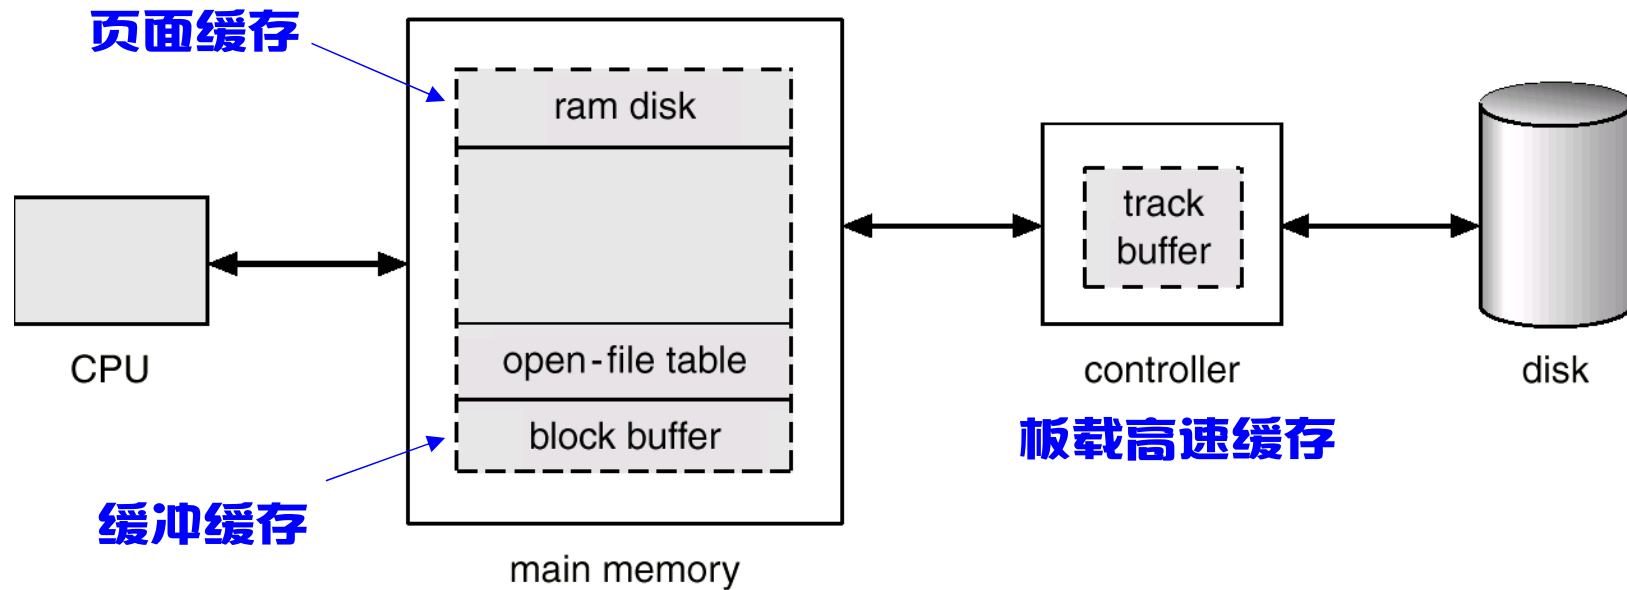 页面缓存
ram disk
track
buffer
open-file table
CPU
controller
disk
block buffer
板载高速缓存
缓冲缓存
main memory